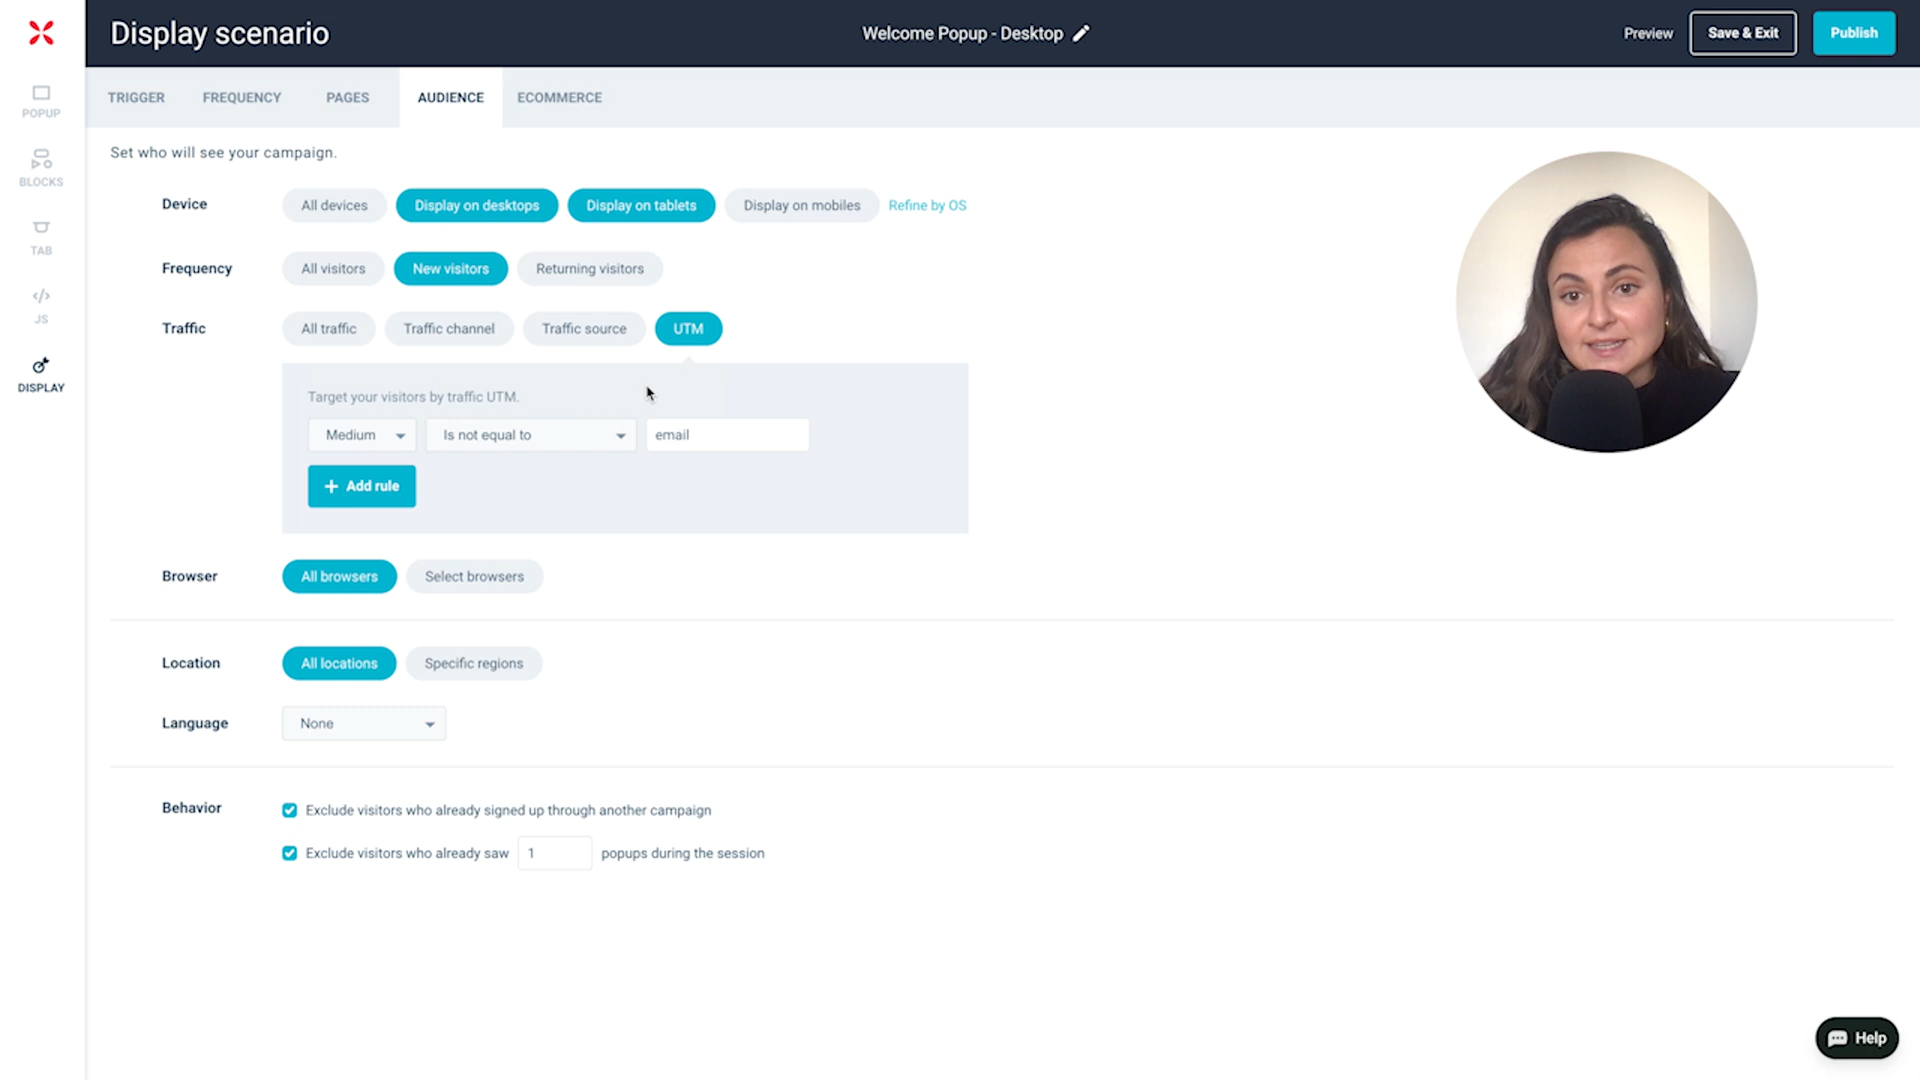 Display scenario
Welcome Popup - Desktop
Preview
Save & Exit
Publish
POPUP
BLOCKS
TAB
JS
DISPLAY
TRIGGER
FREQUENCY
PAGES
AUDIENCE
ECOMMERCE
Set who will see your campaign.
Device
All devices
Display on desktops
Display on tablets
Display on mobiles
Refine by OS
Frequency
All visitors
New visitors
Returning visitors
Traffic
All traffic
Traffic channel
Traffic source
UTM
Target your visitors by traffic UTM.
Medium
Is not equal to
email
+ Add rule
Browser
All browsers
Select browsers
Location
All locations
Specific regions
Language
None
Behavior
Exclude visitors who already signed up through another campaign
Exclude visitors who already saw 1 popups during the session
Help